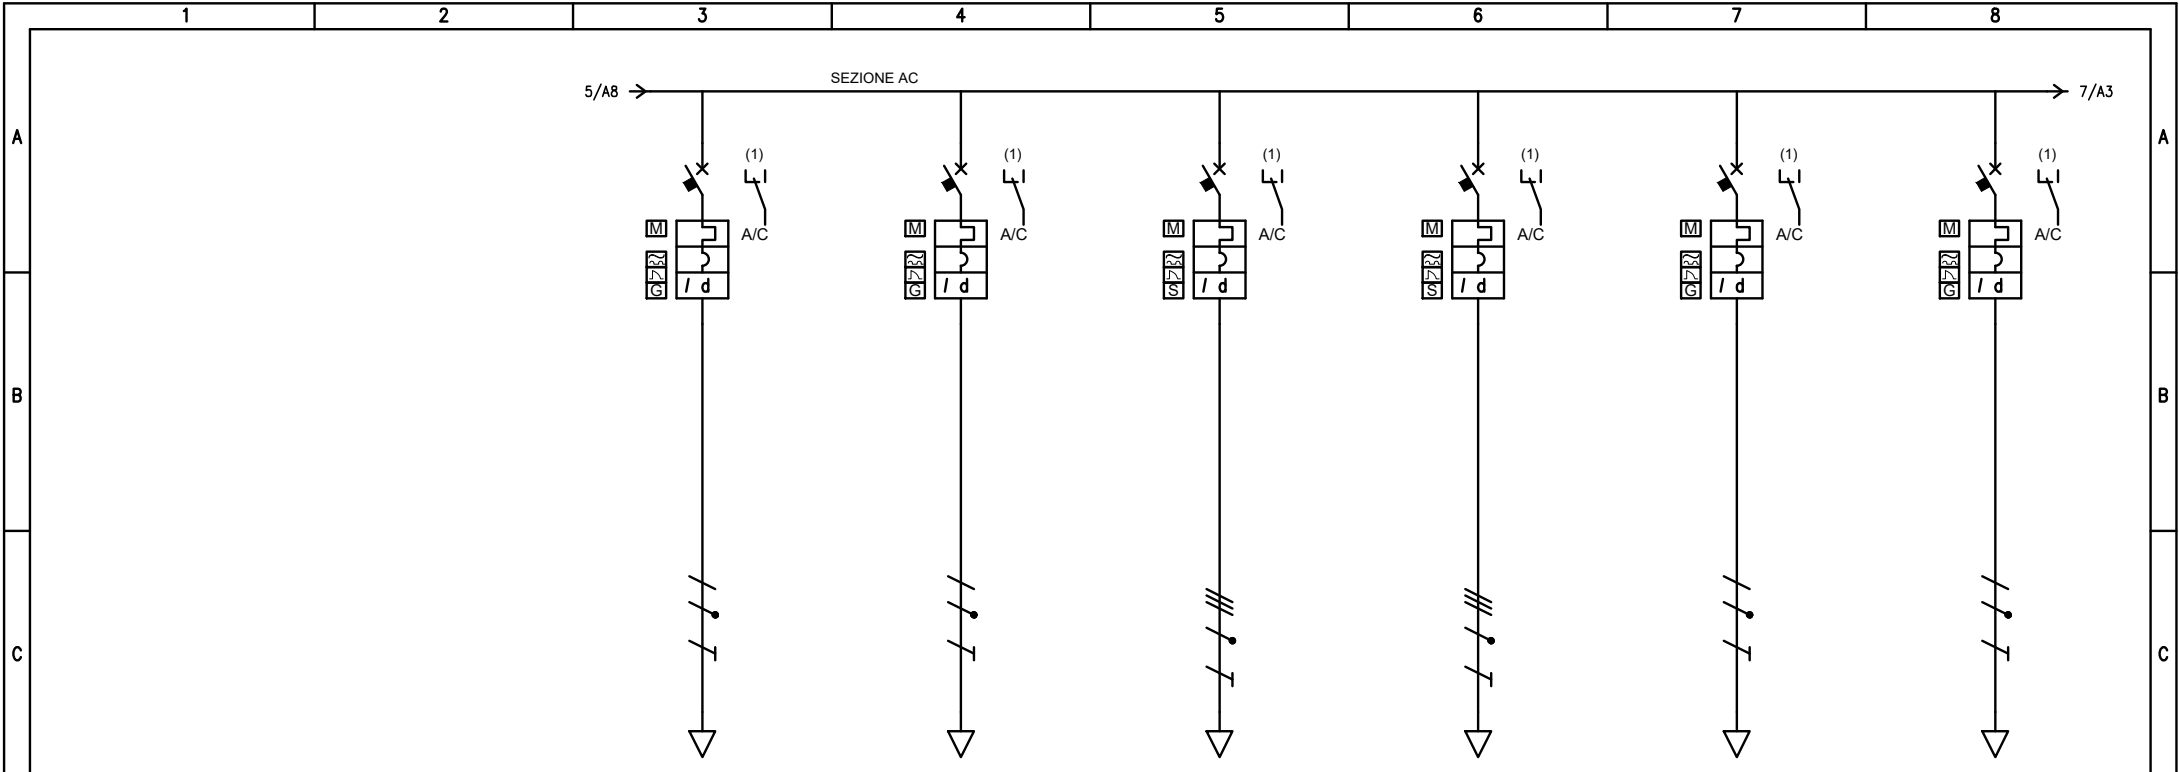 1 2 3 4 5 6 7 8
SEZIONE AC
5/A8 7/A3
A A
(1) (1) (1) (1) (1) (1)
M A/C M A/C M A/C M A/C M A/C M A/C
G I d G I d S I d S I d G I d G I d
B B
C C